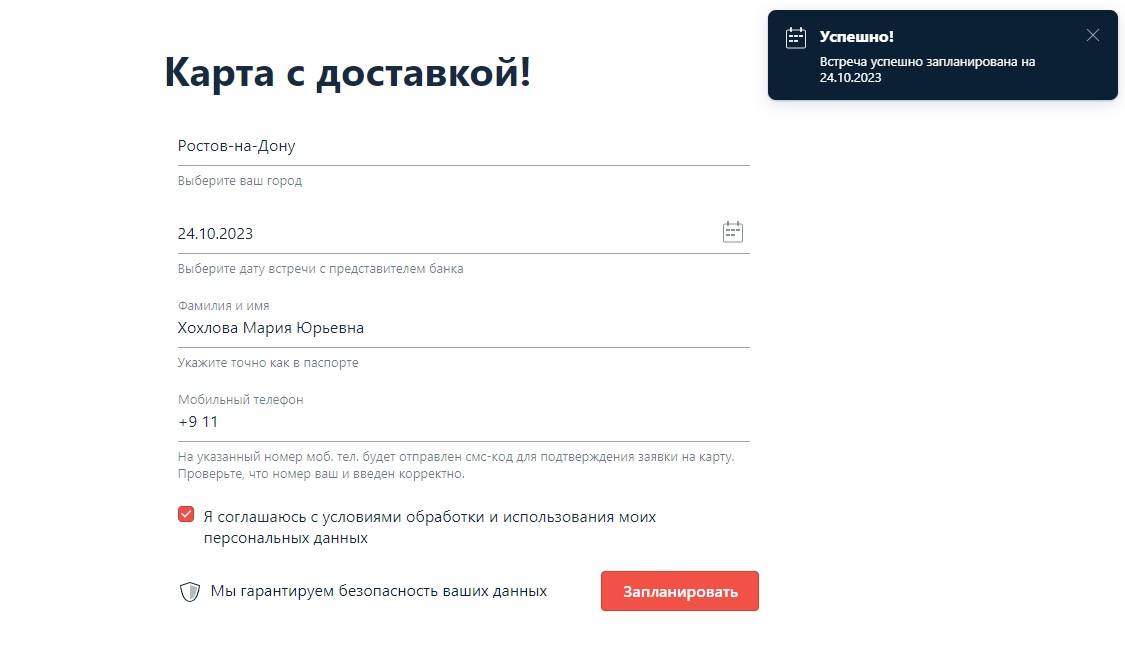 Карта с доставкой!
Успешно!
Встреча успешно запланирована на
24.10.2023
Ростов-на-Дону
Выберите ваш город
24.10.2023
Выберите дату встречи с представителем банка
Фамилия и имя
Хохлова Мария Юрьевна
Укажите точно как в паспорте
Мобильный телефон
+9 11
На указанный номер моб. тел. будет отправлен смс-код для подтверждения заявки на карту.
Проверьте, что номер ваш и введен корректно.
Я соглашаюсь с условиями обработки и использования моих
персональных данных
Мы гарантируем безопасность ваших данных
Запланировать